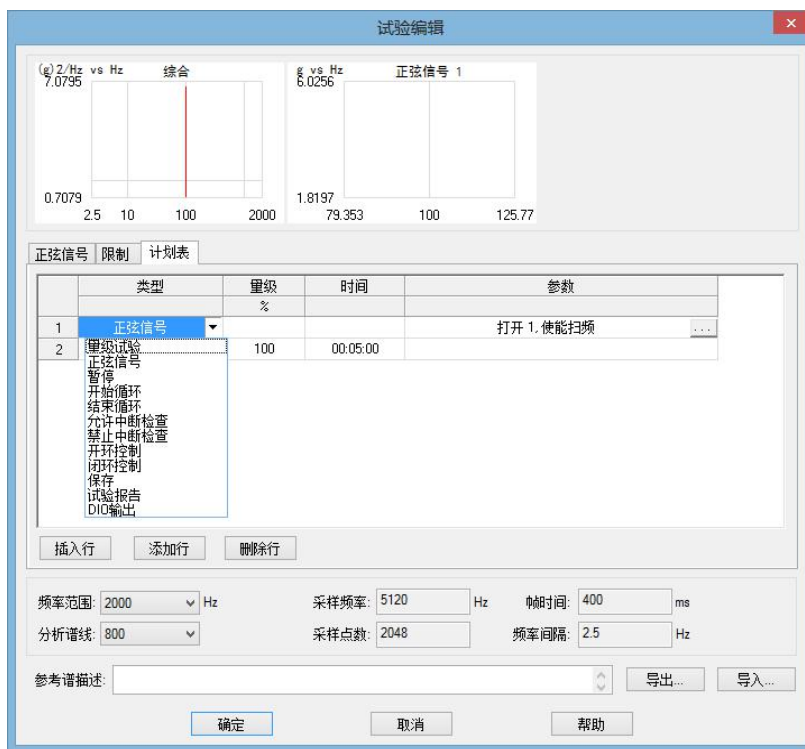 试验编辑
(g)2/Hz vs Hz 综合
7.0795
0.7079
2.5 10 100 2000
g vs Hz 正弦信号 1
6.0256
1.8197
79.353 100 125.77
正弦信号 限制 计划表
类型 量级 时间 参数
%
1 正弦信号 打开 1, 使能扫频 ...
2 100 00:05:00
量级试验
正弦信号
暂停
开始循环
结束循环
允许中断检查
禁止中断检查
开环控制
闭环控制
保存
试验报告
DIO输出
插入行 添加行 删除行
频率范围: 2000 Hz 采样频率: 5120 Hz 帧时间: 400 ms
分析谱线: 800 采样点数: 2048 频率间隔: 2.5 Hz
参考谱描述: 导出... 导入...
确定 取消 帮助